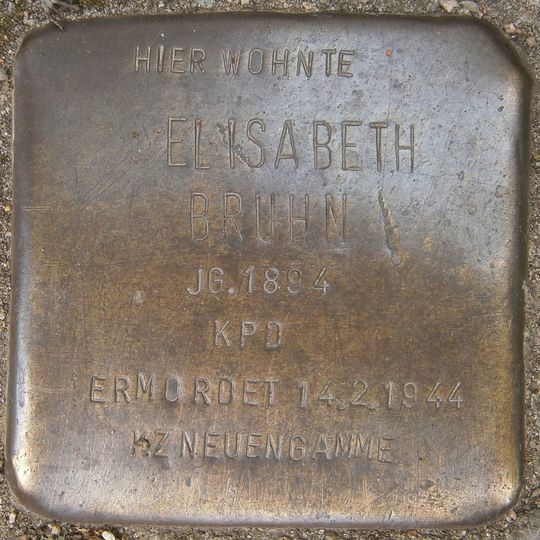 HIER WOHNTE
ELISABETH
BRUHN
JG. 1894
KPD
ERMORDET 14.2.1944
KZ NEUENGAMME